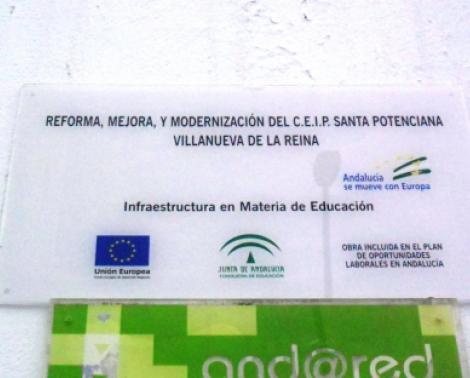 REFORMA, MEJORA, Y MODERNIZACIÓN DEL C.E.I.P. SANTA POTENCIANA
VILLANUEVA DE LA REINA
Andalucía
se mueve con Europa
Infraestructura en Materia de Educación
Unión Europea
JUNTA DE ANDALUCIA
CONSEJERÍA DE EDUCACIÓN
OBRA INCLUIDA EN EL PLAN
DE OPORTUNIDADES
LABORALES EN ANDALUCÍA
and@red